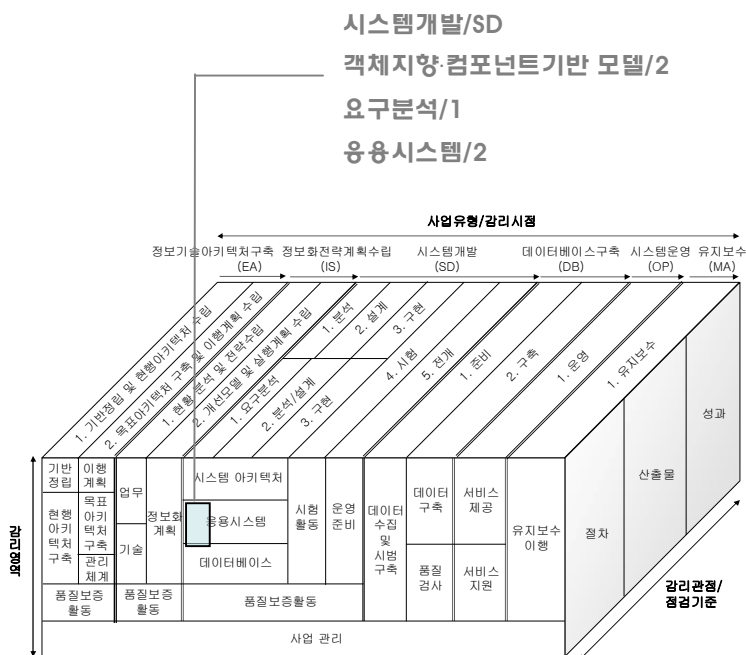 시스템개발/SD
객체지향·컴포넌트기반 모델/2
요구분석/1
응용시스템/2
사업유형/감리시점
정보기술아키텍처구축 정보화전략계획수립 시스템개발 데이터베이스구축 시스템운영 유지보수
(EA) (IS) (SD) (DB) (OP) (MA)
1. 기반정립 및 현행아키텍처 수립
2. 목표아키텍처 구축 및 이행계획 수립
1. 현황 분석 및 전략수립
2. 개선모델 및 실행계획 수립
1. 분석
2. 설계
3. 구현
1. 요구분석
2. 분석/설계
3. 구현
4. 시험
5. 전개
1. 준비
2. 구축
1. 운영
1. 유지보수
감리영역
기반
정립
이행
계획
현행
아키
텍처
구축
목표
아키
텍처
구축
관리
체계
품질보증
활동
업무
기술
정보화
계획
품질보증
활동
시스템 아키텍처
응용시스템
데이터베이스
시험
활동
운영
준비
품질보증활동
데이터
수집
및
시범
구축
데이터
구축
품질
검사
서비스
제공
서비스
지원
유지보수
이행
사업 관리
절차
산출물
성과
감리관점/
점검기준